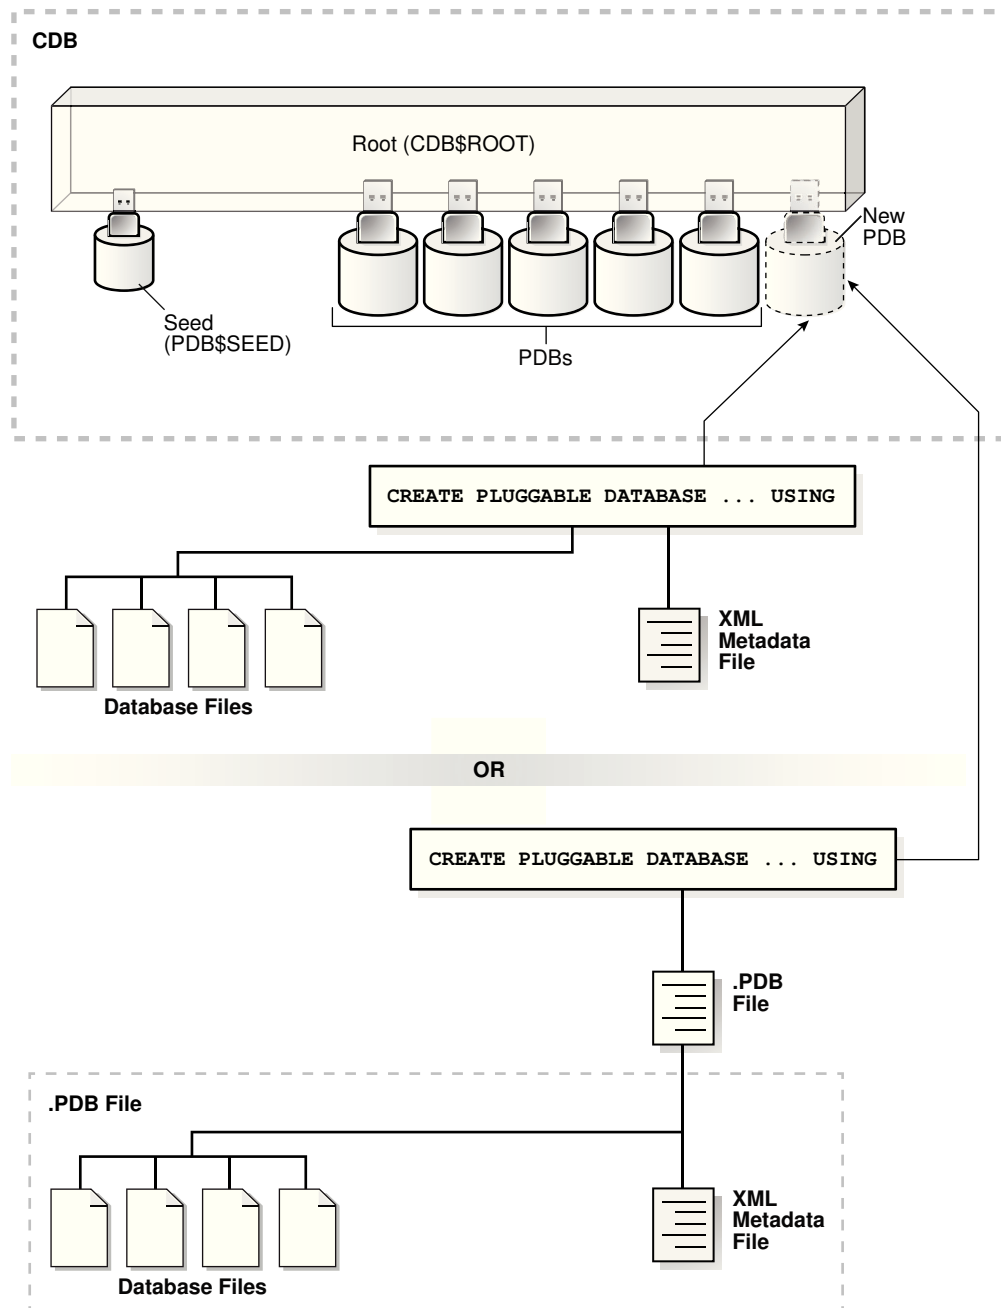 CDB
Root (CDB$ROOT)
New
PDB
Seed
(PDB$SEED)
PDBs
CREATE PLUGGABLE DATABASE ... USING
XML
Metadata
File
Database Files
OR
CREATE PLUGGABLE DATABASE ... USING
.PDB
File
.PDB File
XML
Metadata
File
Database Files